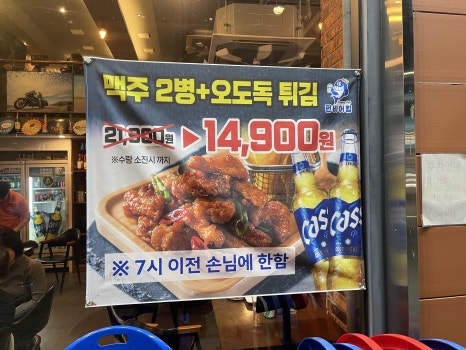 맥주 2병+오도독 튀김
21,900원 ▶14,900원
※수량 소진시 까지
Cass
Cass
※ 7시 이전 손님에 한함